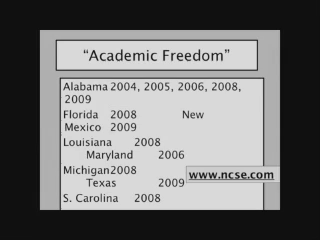 “Academic Freedom”
Alabama 2004, 2005, 2006, 2008,
2009
Florida 2008 New
Mexico 2009
Louisiana 2008
Maryland 2006
Michigan2008
www.ncse.com
Texas 2009
S. Carolina 2008